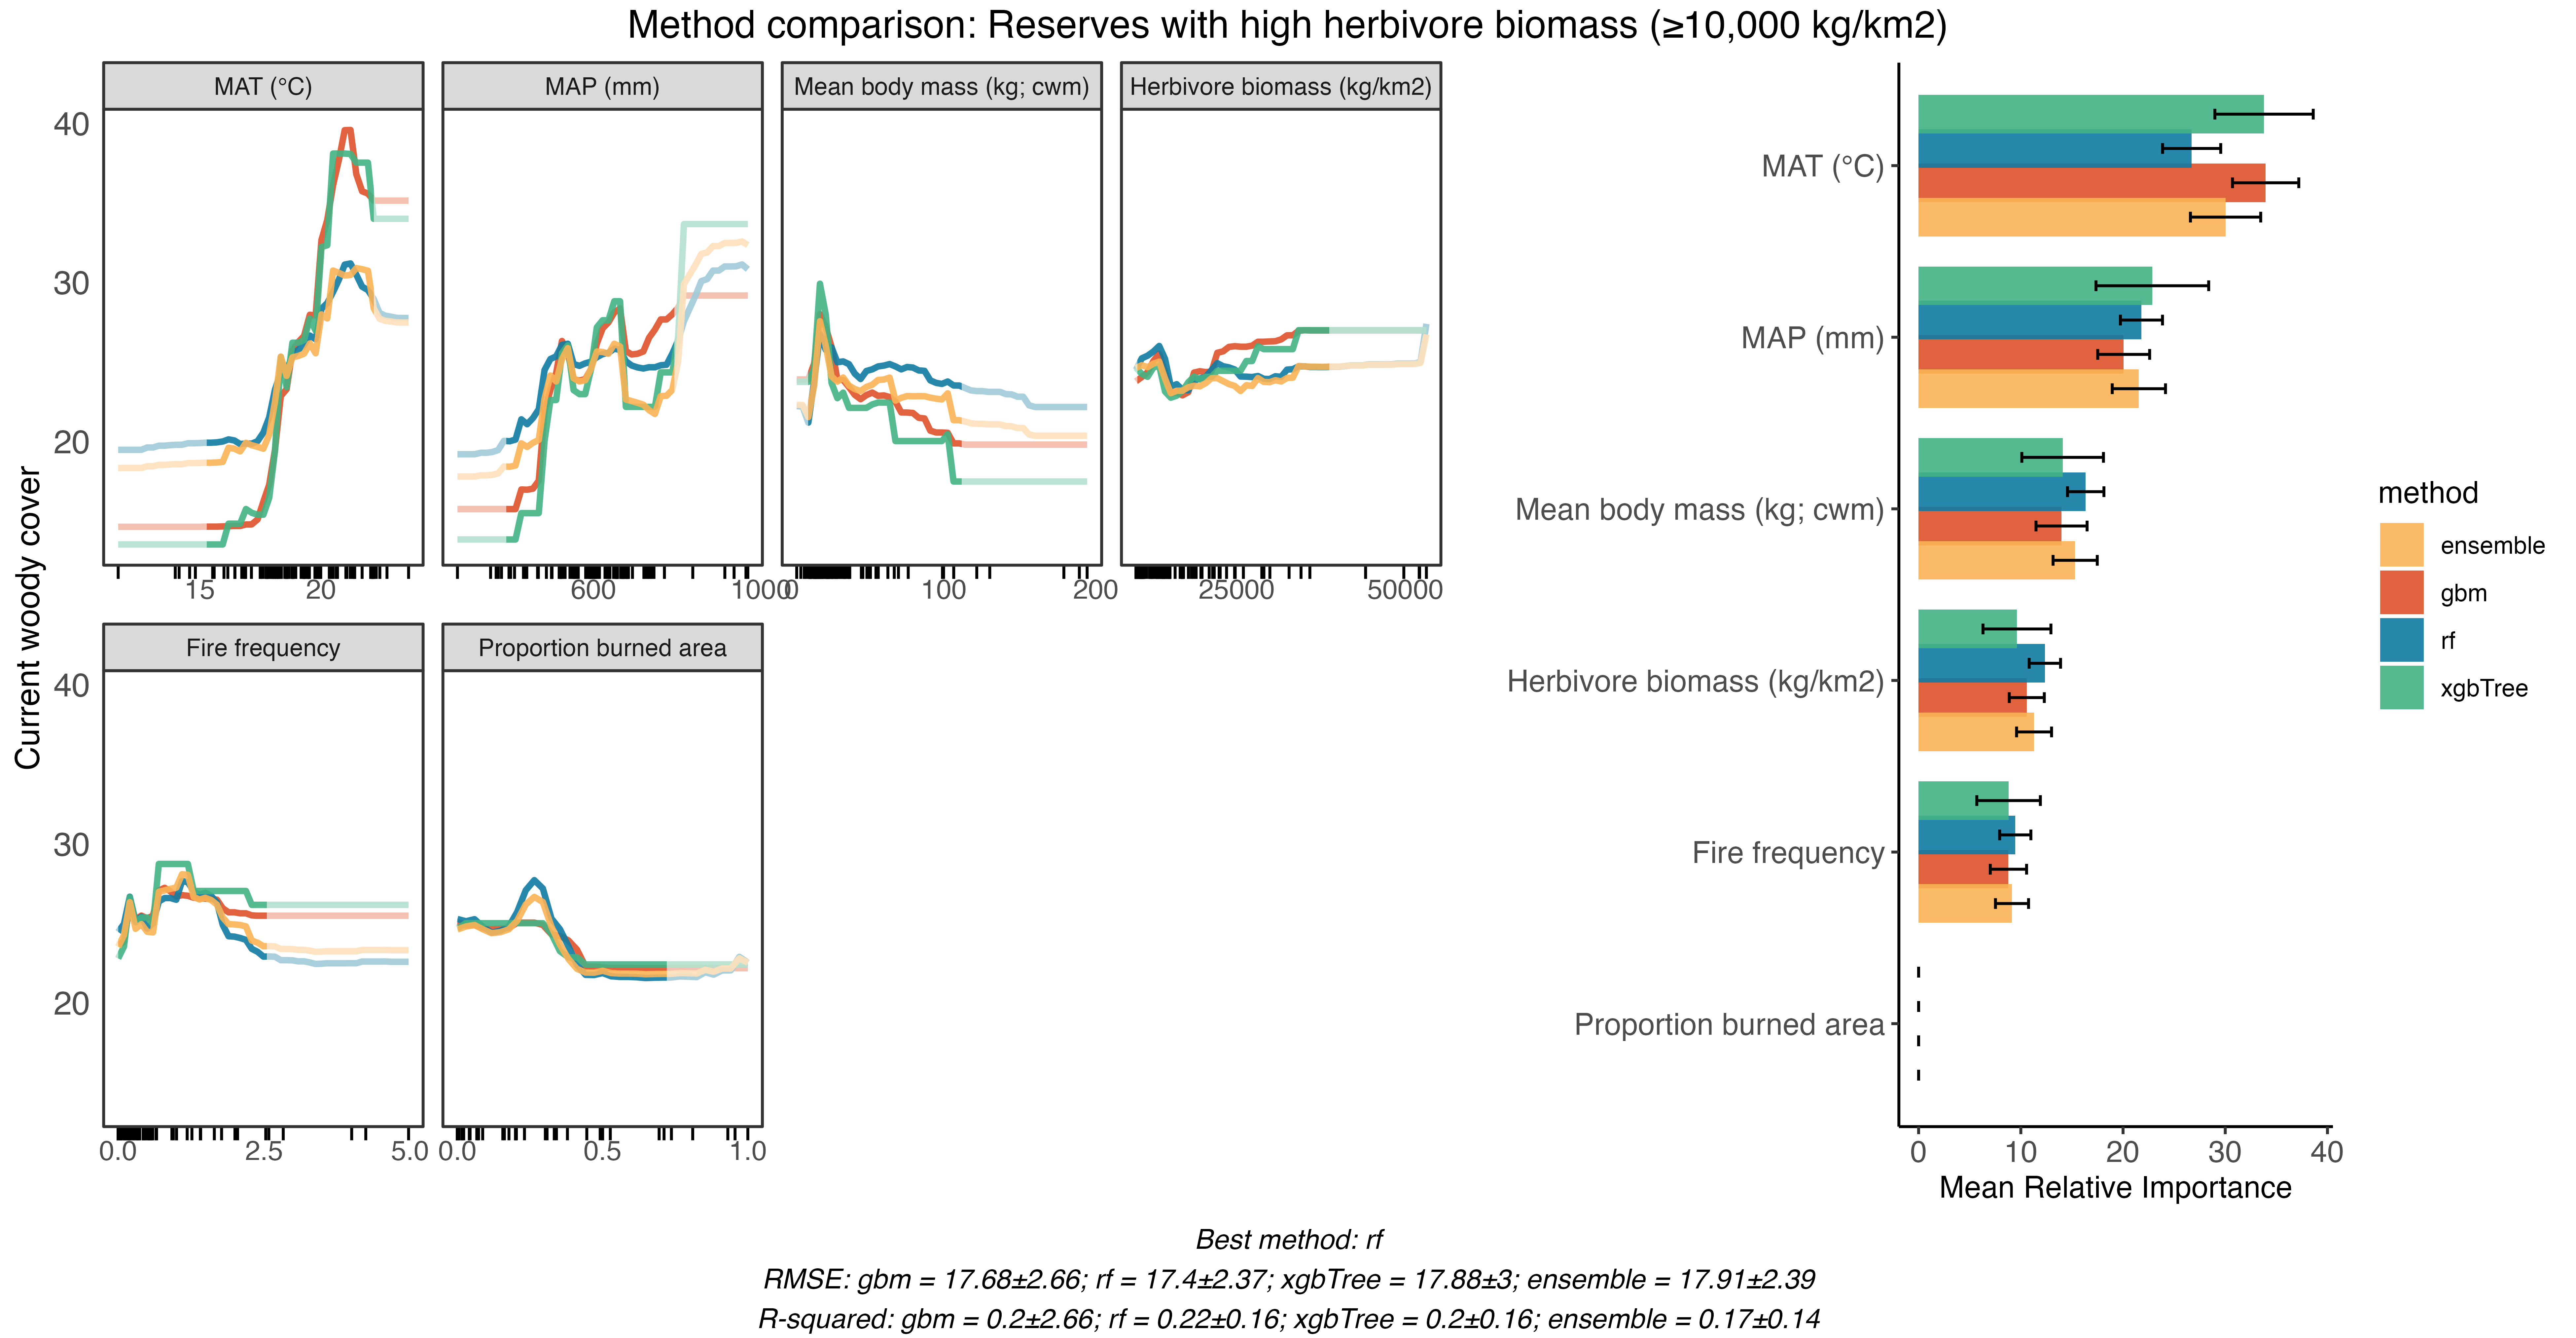 Method comparison: Reserves with high herbivore biomass (≥10,000 kg/km2)
MAT (°C)
MAP (mm)
Mean body mass (kg; cwm)
Herbivore biomass (kg/km2)
40
30
20
15
20
600
1000
0
100
200
25000
50000
Current woody cover
Fire frequency
Proportion burned area
40
30
20
0.0
2.5
5.0
0.0
0.5
1.0
MAT (°C)
MAP (mm)
Mean body mass (kg; cwm)
Herbivore biomass (kg/km2)
Fire frequency
Proportion burned area
0
10
20
30
40
Mean Relative Importance
method
ensemble
gbm
rf
xgbTree
Best method: rf
RMSE: gbm = 17.68±2.66; rf = 17.4±2.37; xgbTree = 17.88±3; ensemble = 17.91±2.39
R-squared: gbm = 0.2±2.66; rf = 0.22±0.16; xgbTree = 0.2±0.16; ensemble = 0.17±0.14